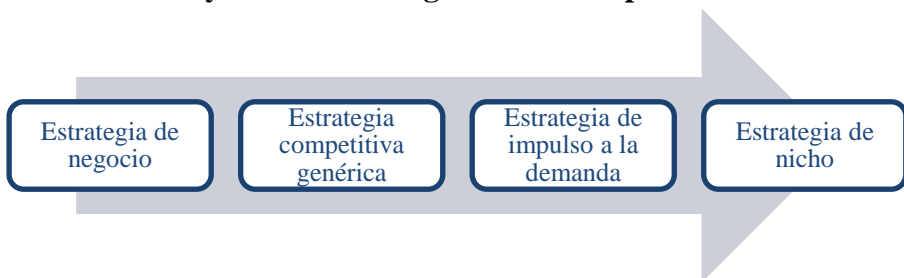 Estrategia de
negocio
Estrategia
competitiva
genérica
Estrategia de
impulso a la
demanda
Estrategia de
nicho